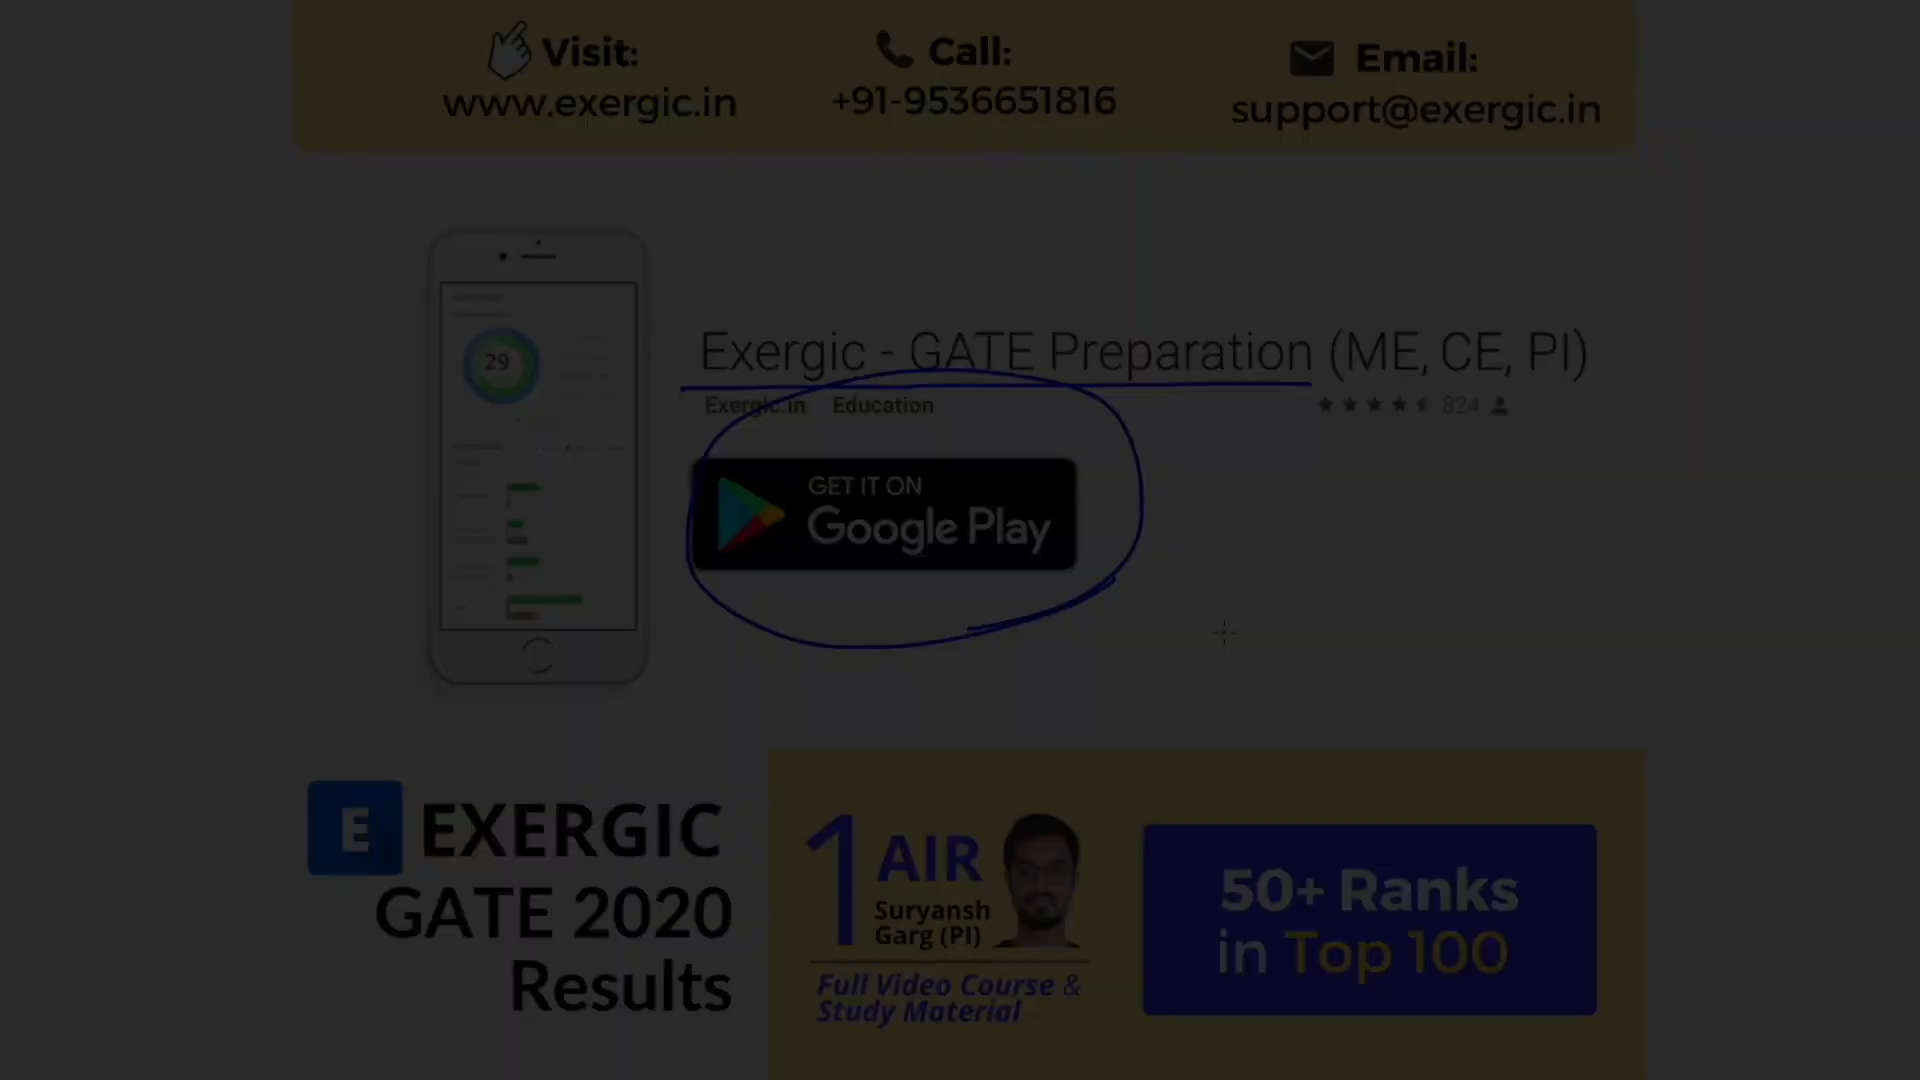 Visit:
www.exergic.in
Call:
+91-9536651816
Email:
support@exergic.in
29
Exergic - GATE Preparation (ME, CE, PI)
Exergic.in Education
824
GET IT ON
Google Play
E EXERGIC
GATE 2020
Results
1 AIR
Suryansh
Garg (PI)
Full Video Course &
Study Material
50+ Ranks
in Top 100